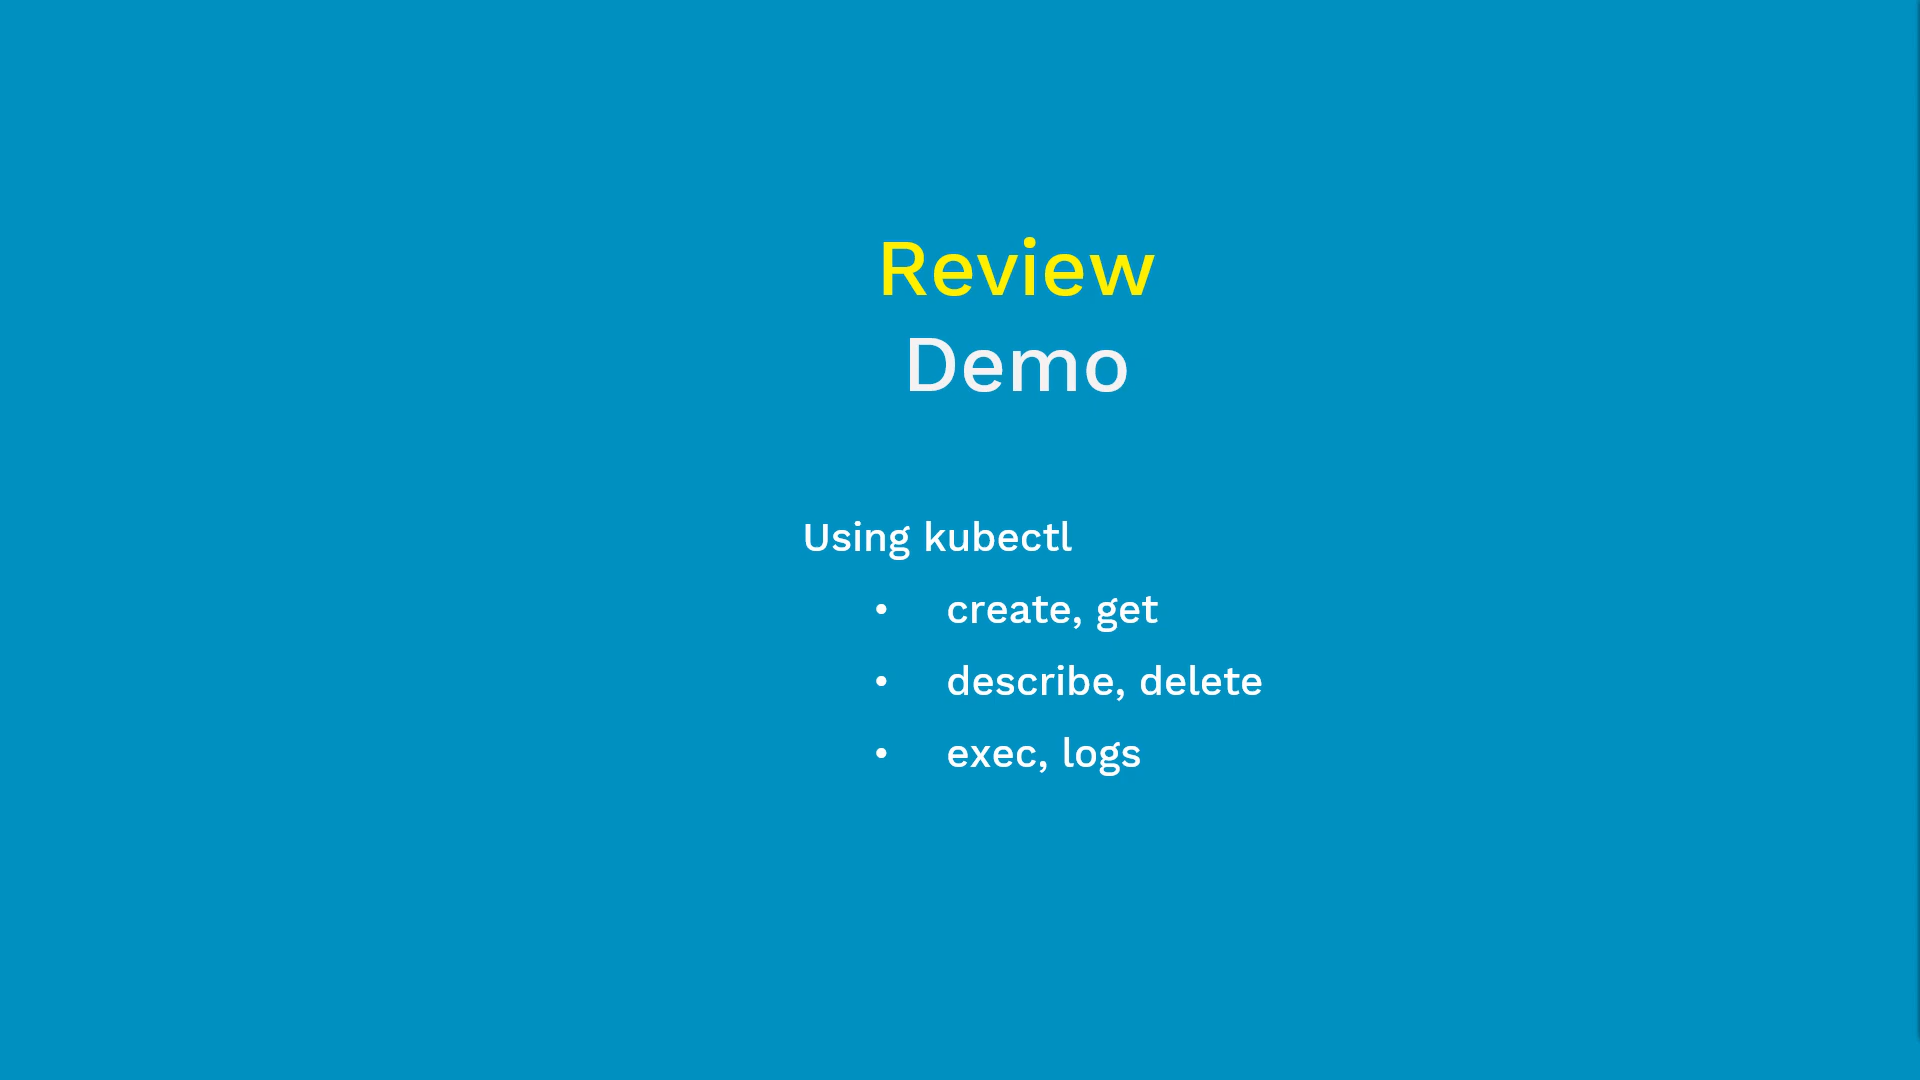 Review
Demo
Using kubectl
• create, get
• describe, delete
• exec, logs